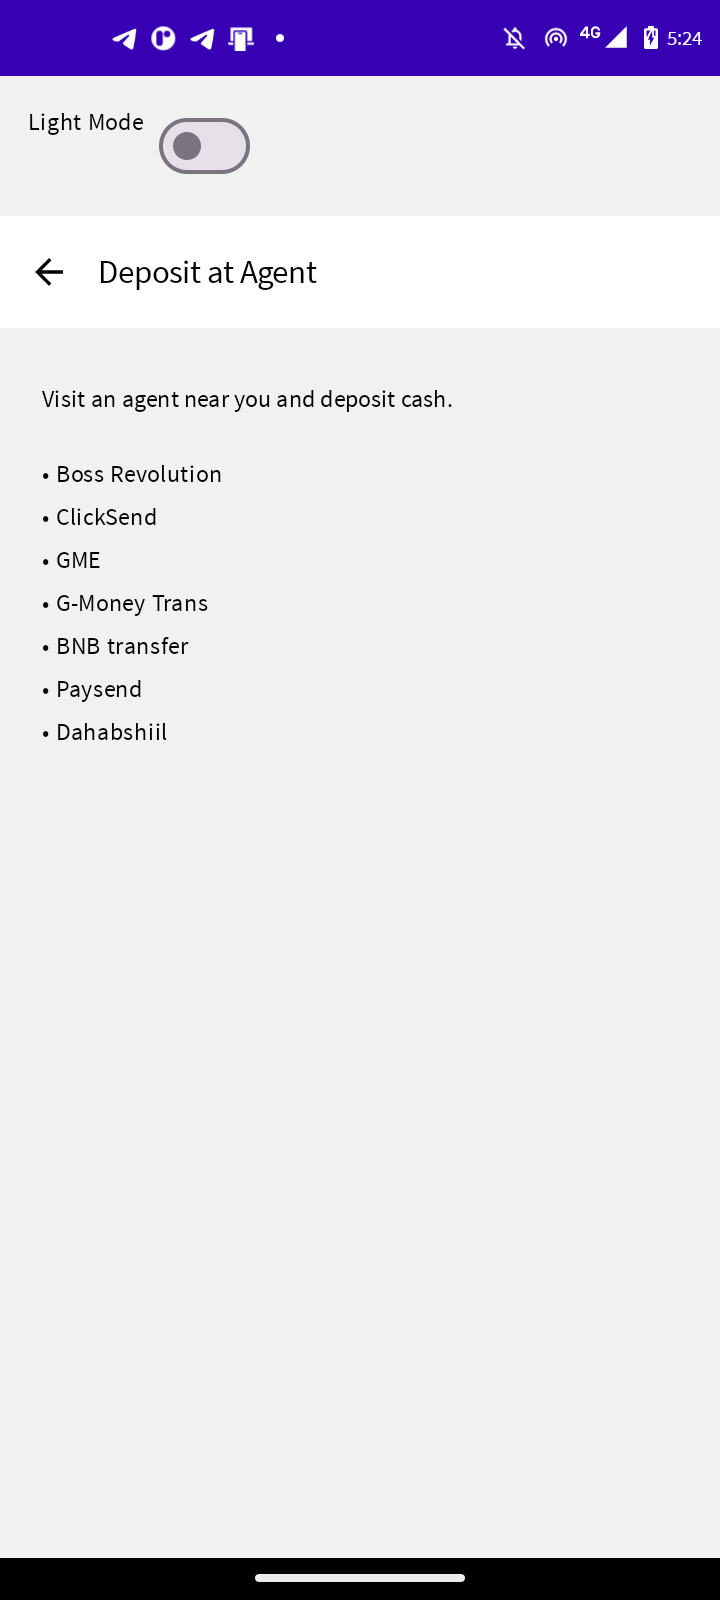 4G 5:24
Light Mode
Deposit at Agent
Visit an agent near you and deposit cash.
• Boss Revolution
• ClickSend
• GME
• G-Money Trans
• BNB transfer
• Paysend
• Dahabshiil